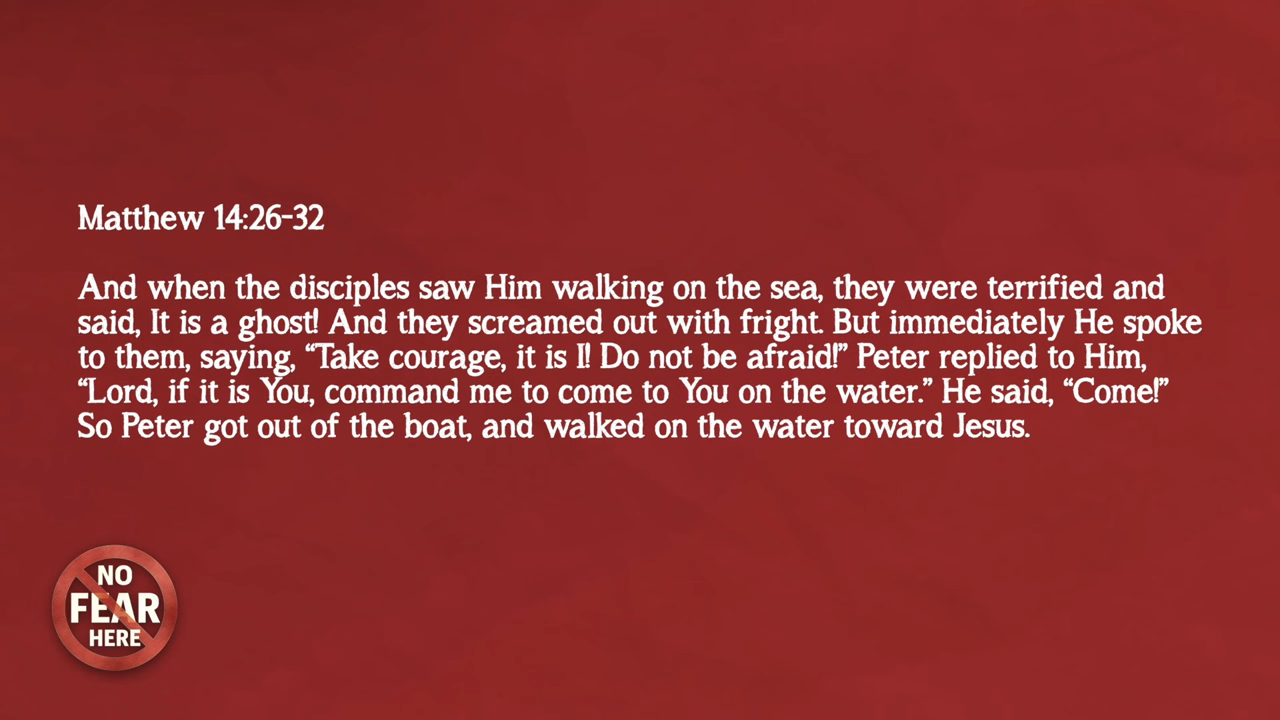 Matthew 14:26-32
And when the disciples saw Him walking on the sea, they were terrified and
said, It is a ghost! And they screamed out with fright. But immediately He spoke
to them, saying, “Take courage, it is I! Do not be afraid!” Peter replied to Him,
“Lord, if it is You, command me to come to You on the water.” He said, “Come!”
So Peter got out of the boat, and walked on the water toward Jesus.
NO
FEAR
HERE